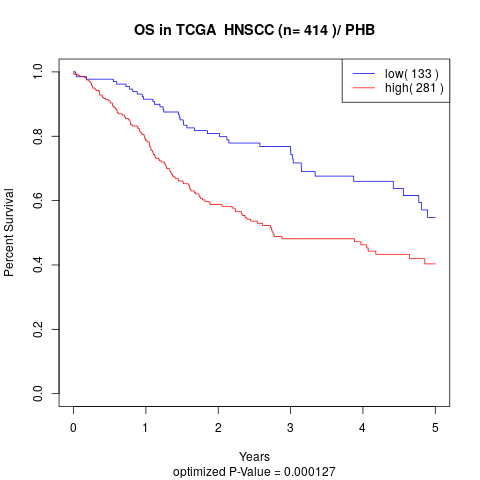 OS in TCGA  HNSCC (n= 414 )/ PHB
low( 133 )
high( 281 )
Percent Survival
1.0
0.8
0.6
0.4
0.2
0.0
0 1 2 3 4 5
Years
optimized P-Value = 0.000127